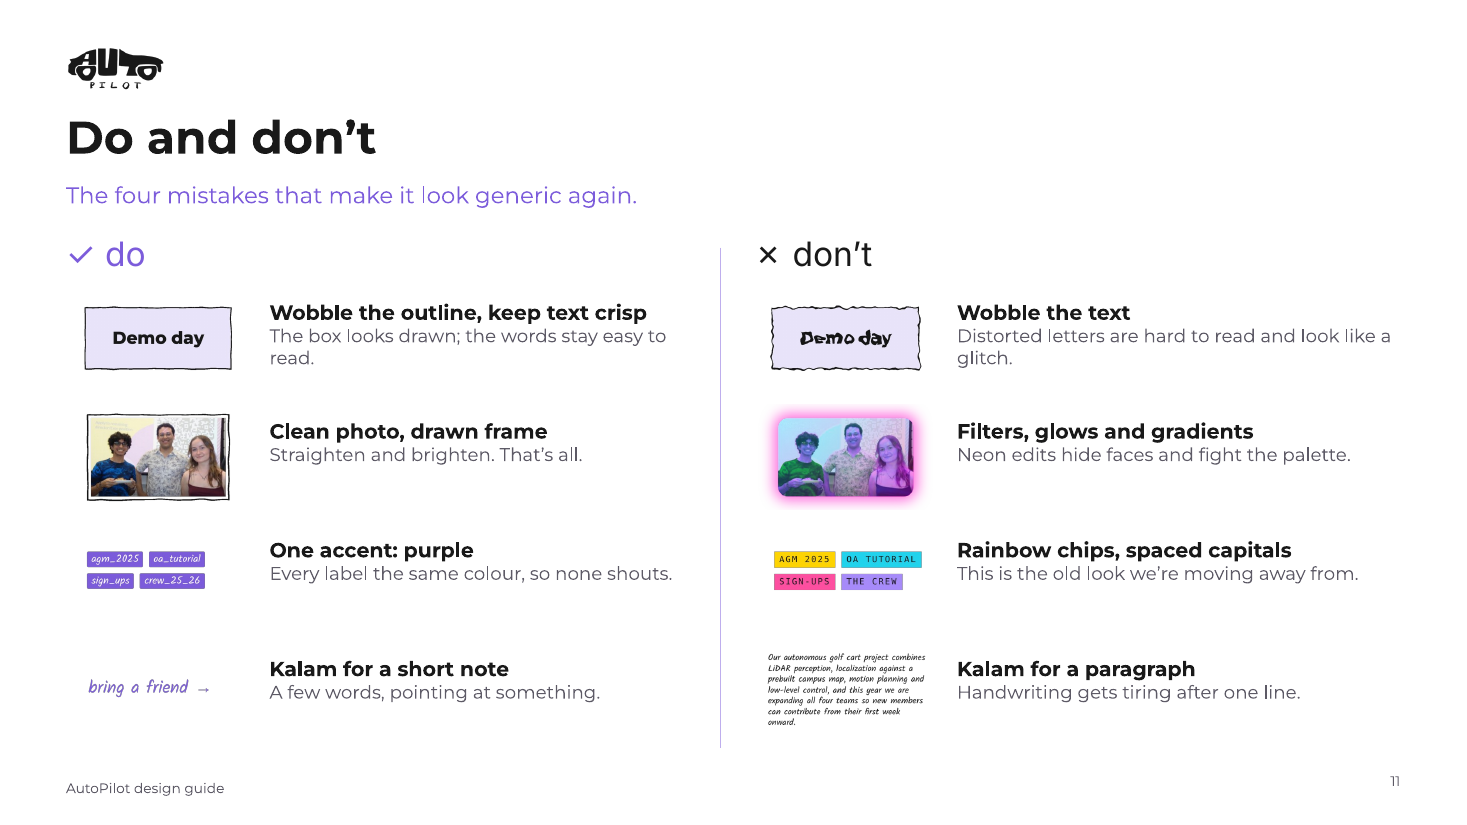 AUTO
PILOT
Do and don’t
The four mistakes that make it look generic again.
✓ do
Demo day
Wobble the outline, keep text crisp
The box looks drawn; the words stay easy to
read.
Clean photo, drawn frame
Straighten and brighten. That’s all.
agm_2025 oa_tutorial
sign_ups crew_25_26
One accent: purple
Every label the same colour, so none shouts.
bring a friend →
Kalam for a short note
A few words, pointing at something.
✕ don’t
Demo day
Wobble the text
Distorted letters are hard to read and look like a
glitch.
Filters, glows and gradients
Neon edits hide faces and fight the palette.
AGM 2025 OA TUTORIAL
SIGN-UPS THE CREW
Rainbow chips, spaced capitals
This is the old look we’re moving away from.
Our autonomous golf cart project combines
LiDAR perception, localization against a
prebuilt campus map, motion planning and
low-level control, and this year we are
expanding all four teams so new members
can contribute from their first week
onward.
Kalam for a paragraph
Handwriting gets tiring after one line.
AutoPilot design guide
11